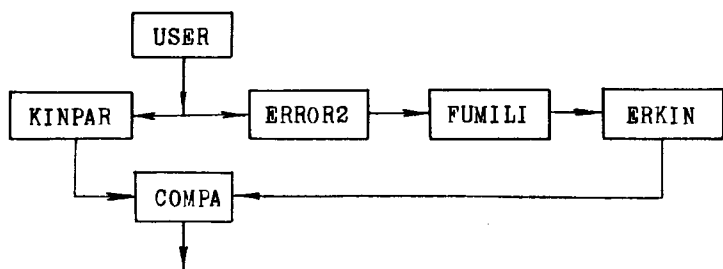 USER
KINPAR
ERROR2
FUMILI
ERKIN
COMPA